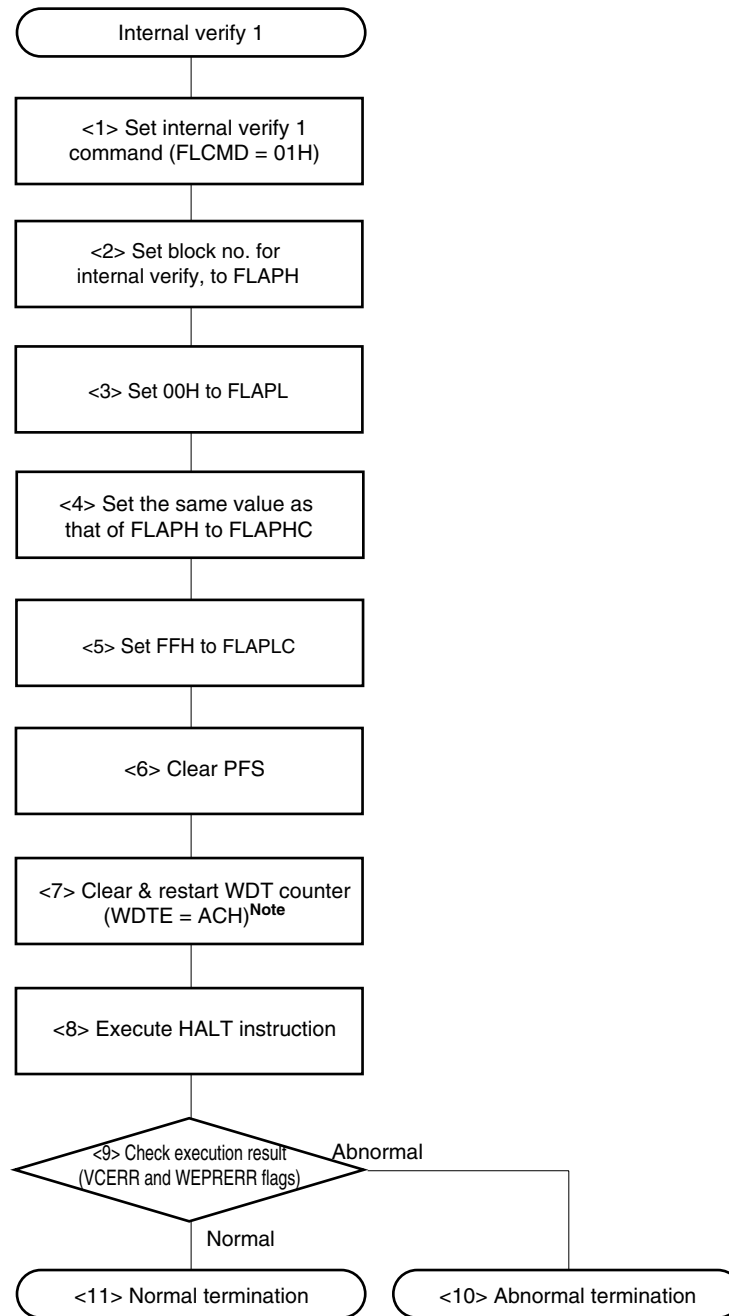 Internal verify 1
<1> Set internal verify 1
command (FLCMD = 01H)
<2> Set block no. for
internal verify, to FLAPH
<3> Set 00H to FLAPL
<4> Set the same value as
that of FLAPH to FLAPHC
<5> Set FFH to FLAPLC
<6> Clear PFS
<7> Clear & restart WDT counter
(WDTE = ACH)Note
<8> Execute HALT instruction
<9> Check execution result
(VCERR and WEPRERR flags)
Abnormal
Normal
<11> Normal termination
<10> Abnormal termination